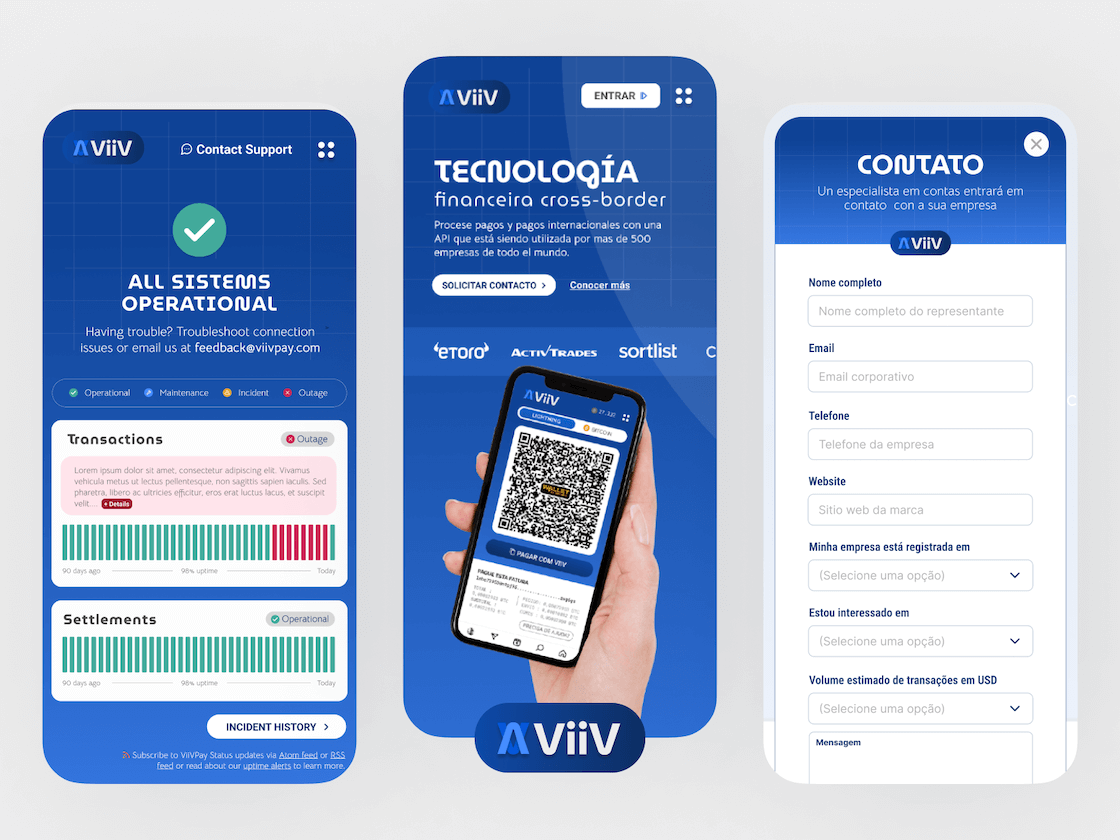 ViiV
Contact Support
ALL SISTEMS
OPERATIONAL
Having trouble? Troubleshoot connection
issues or email us at feedback@viivpay.com
Operational
Maintenance
Incident
Outage
Transactions
Outage
Lorem ipsum dolor sit amet, consectetur adipiscing elit. Vivamus
vehicula metus ut lectus pellentesque, non sagittis sapien iaculis. Sed
pharetra, libero ac ultricies efficitur, eros erat luctus lacus, et suscipit
velit... + Details
90 days ago
98% uptime
Today
Settlements
Operational
90 days ago
98% uptime
Today
INCIDENT HISTORY >
Subscribe to VIIVPay Status updates via Atom feed or RSS
feed or read about our uptime alerts to learn more.
ViiV
ENTRAR
TECNOLOGÍA
financeira cross-border
Procese pagos y pagos internacionales con una
API que está siendo utilizada por mas de 500
empresas de todo el mundo.
SOLICITAR CONTACTO >
Conocer más
etoro
ACTIVTRADES
sortlist
C
ViiV
LIGHTNING
BITCOIN
WALLET
PAGAR COM VIIV
PAGUE ESTA FATURA
PRECISA DE AJUDA?
ViiV
CONTATO
Un especialista em contas entrará em
contato con a sua empresa
ViiV
Nome completo
Nome completo do representante
Email
Email corporativo
Telefone
Telefone da empresa
Website
Sitio web da marca
Minha empresa está registrada em
(Selecione uma opção)
Estou interessado em
(Selecione uma opção)
Volume estimado de transações em USD
(Selecione uma opção)
Mensagem